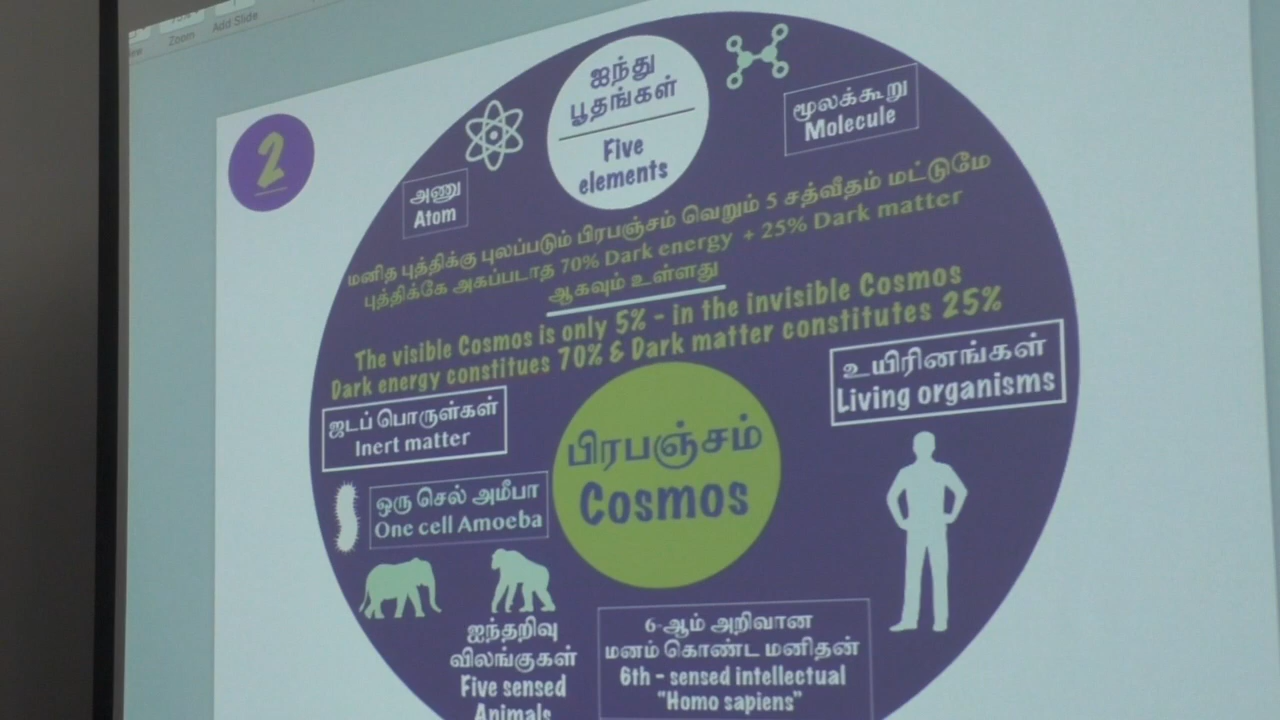 Zoom
Add Slide
2
ஐந்து
பூதங்கள்
Five
elements
மூலக்கூறு
Molecule
அணு
Atom
மனித புத்திக்கு புலப்படும் பிரபஞ்சம் வெறும் 5 சத்வீதம் மட்டுமே
புத்திக்கே அகப்படாத 70% Dark energy + 25% Dark matter
ஆகவும் உள்ளது
The visible Cosmos is only 5% - in the invisible Cosmos
Dark energy constitues 70% & Dark matter constitutes 25%
ஜடப் பொருள்கள்
Inert matter
உயிரினங்கள்
Living organisms
பிரபஞ்சம்
Cosmos
ஒரு செல் அமீபா
One cell Amoeba
ஐந்தறிவு
விலங்குகள்
Five sensed
Animals
6-ஆம் அறிவான
மனம் கொண்ட மனிதன்
6th - sensed intellectual
"Homo sapiens"